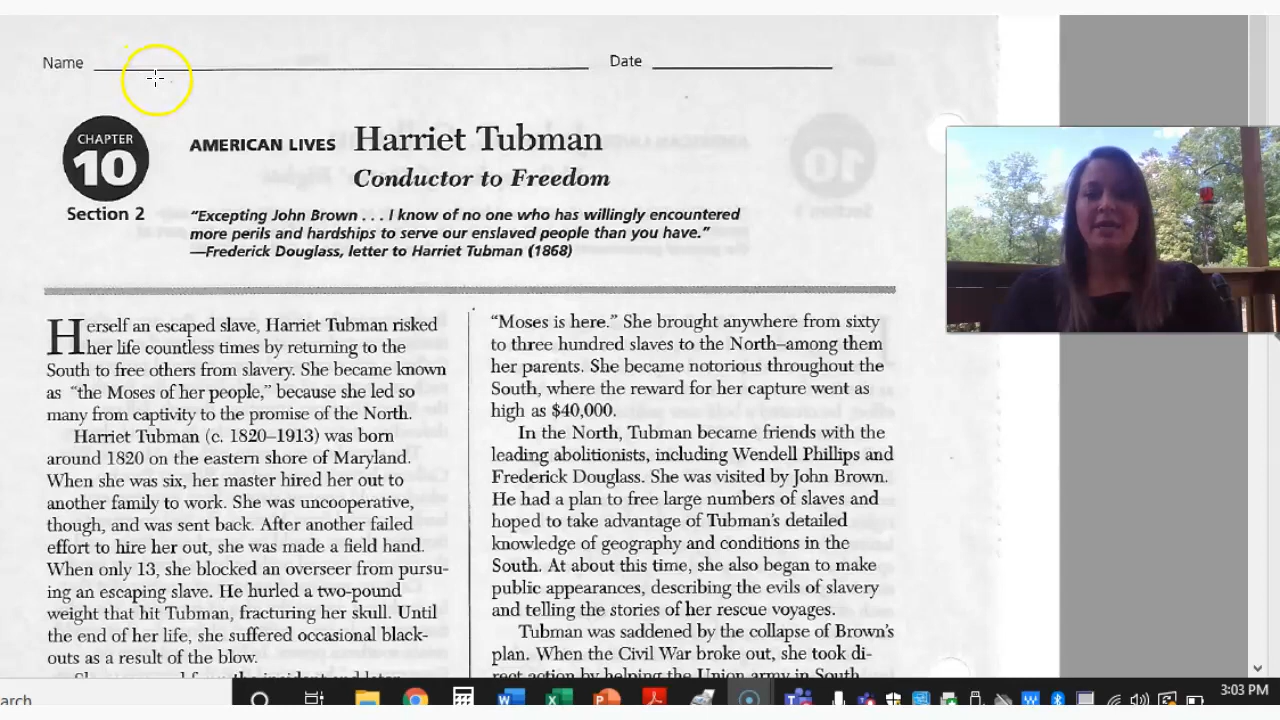 Name
Date
CHAPTER
10
Section 2
AMERICAN LIVES Harriet Tubman
Conductor to Freedom
“Excepting John Brown . . . I know of no one who has willingly encountered
more perils and hardships to serve our enslaved people than you have.”
—Frederick Douglass, letter to Harriet Tubman (1868)
Herself an escaped slave, Harriet Tubman risked
her life countless times by returning to the
South to free others from slavery. She became known
as “the Moses of her people,” because she led so
many from captivity to the promise of the North.
Harriet Tubman (c. 1820–1913) was born
around 1820 on the eastern shore of Maryland.
When she was six, her master hired her out to
another family to work. She was uncooperative,
though, and was sent back. After another failed
effort to hire her out, she was made a field hand.
When only 13, she blocked an overseer from pursu-
ing an escaping slave. He hurled a two-pound
weight that hit Tubman, fracturing her skull. Until
the end of her life, she suffered occasional black-
outs as a result of the blow.
“Moses is here.” She brought anywhere from sixty
to three hundred slaves to the North–among them
her parents. She became notorious throughout the
South, where the reward for her capture went as
high as $40,000.
In the North, Tubman became friends with the
leading abolitionists, including Wendell Phillips and
Frederick Douglass. She was visited by John Brown.
He had a plan to free large numbers of slaves and
hoped to take advantage of Tubman’s detailed
knowledge of geography and conditions in the
South. At about this time, she also began to make
public appearances, describing the evils of slavery
and telling the stories of her rescue voyages.
Tubman was saddened by the collapse of Brown’s
plan. When the Civil War broke out, she took di-
rect action by helping the Union army in South
arch
3:03 PM